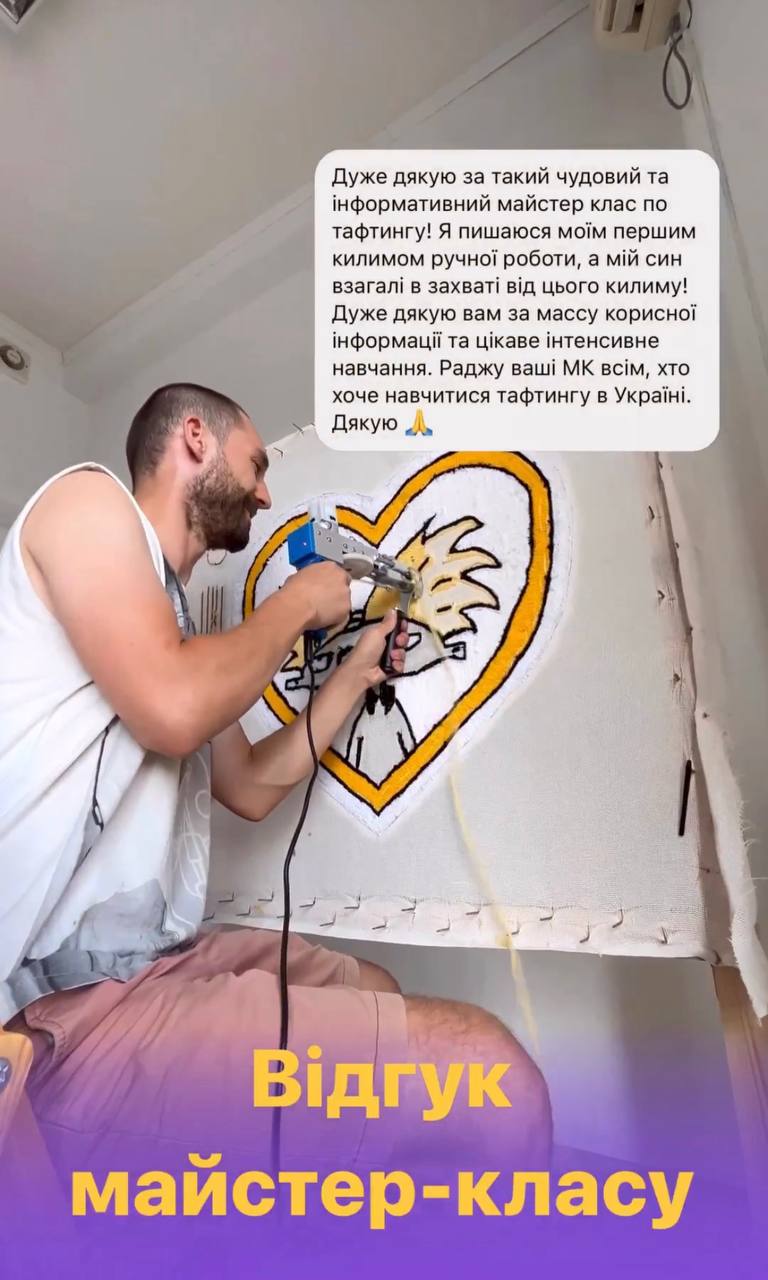 Дуже дякую за такий чудовий та
інформативний майстер клас по
тафтингу! Я пишаюся моїм першим
килимом ручної роботи, а мій син
взагалі в захваті від цього килиму!
Дуже дякую вам за массу корисної
інформації та цікаве інтенсивне
навчання. Раджу ваші МК всім, хто
хоче навчитися тафтингу в Україні.
Дякую 🙏
Відгук
майстер-класу